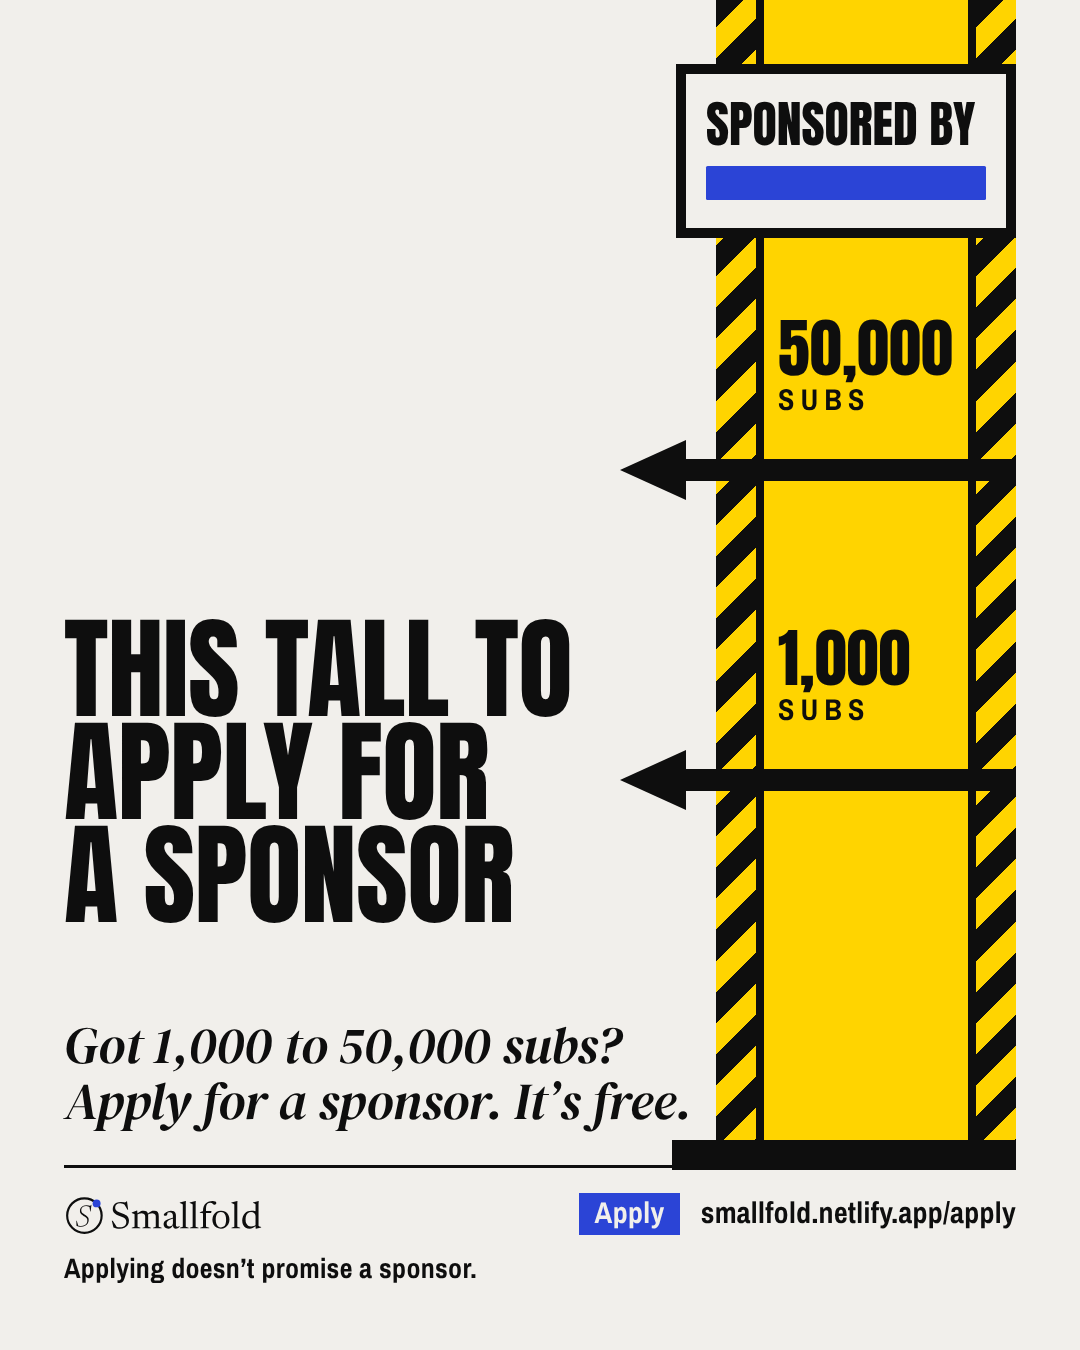 SPONSORED BY
50,000
SUBS
1,000
SUBS
THIS TALL TO
APPLY FOR
A SPONSOR
Got 1,000 to 50,000 subs?
Apply for a sponsor. It’s free.
S Smallfold
Apply smallfold.netlify.app/apply
Applying doesn’t promise a sponsor.